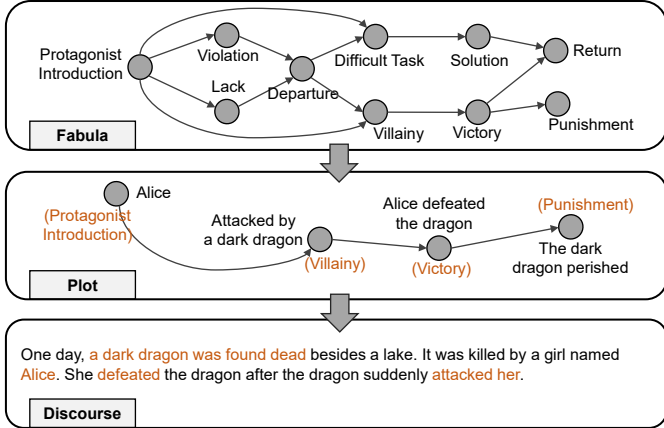 Protagonist
Introduction
Violation
Lack
Departure
Difficult Task
Solution
Return
Villainy
Victory
Punishment
Fabula
Alice
(Protagonist
Introduction)
Attacked by
a dark dragon
(Villainy)
Alice defeated
the dragon
(Victory)
(Punishment)
The dark
dragon perished
Plot
One day, a dark dragon was found dead besides a lake. It was killed by a girl named
Alice. She defeated the dragon after the dragon suddenly attacked her.
Discourse